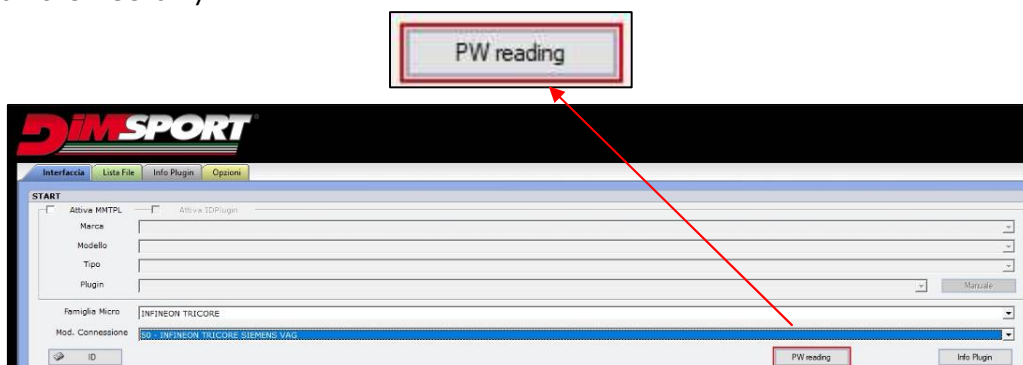 PW reading
DiMSPORT
Interfaccia Lista File Info Plugin Opzioni
START
Attiva MMTPL Attiva IDPlugin
Marca
Modello
Tipo
Plugin Manuale
Famiglia Micro INFINEON TRICORE
Mod. Connessione 50 - INFINEON TRICORE SIEMENS VAG
ID PW reading Info Plugin